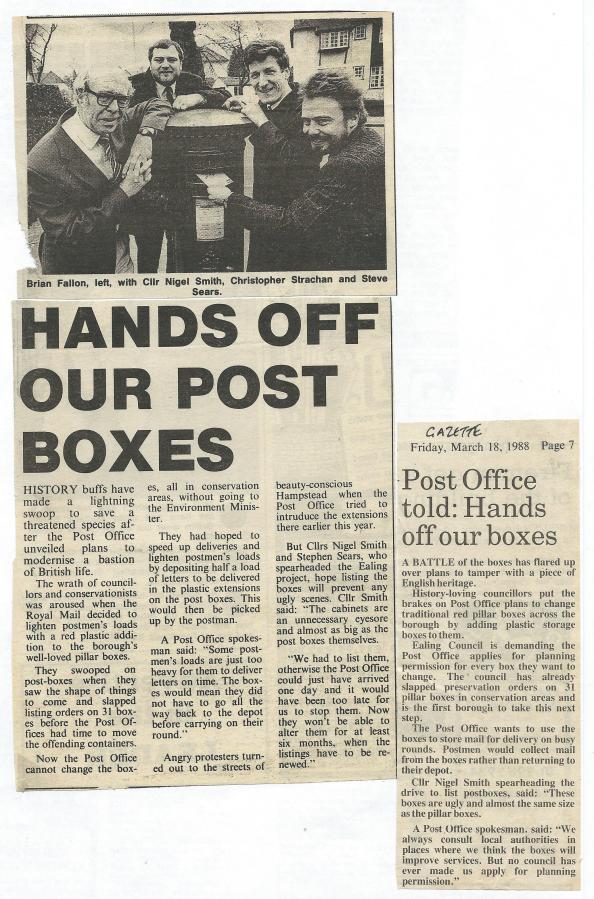 Brian Fallon, left, with Cllr Nigel Smith, Christopher Strachan and Steve
Sears.
HANDS OFF
OUR POST
BOXES
HISTORY buffs have
made a lightning
swoop to save a
threatened species af-
ter the Post Office
unveiled plans to
modernise a bastion
of British life.
The wrath of council-
lors and conservationists
was aroused when the
Royal Mail decided to
lighten postmen's loads
with a red plastic addi-
tion to the borough's
well-loved pillar boxes.
They swooped on
post-boxes when they
saw the shape of things
to come and slapped
listing orders on 31 box-
es before the Post Of-
fices had time to move
the offending containers.
Now the Post Office
cannot change the box-
es, all in conservation
areas, without going to
the Environment Minis-
ter.
They had hoped to
speed up deliveries and
lighten postmen's loads
by depositing half a load
of letters to be delivered
in the plastic extensions
on the post boxes. This
would then be picked
up by the postman.
A Post Office spokes-
man said: "Some post-
men's loads are just too
heavy for them to deliver
letters on time. The box-
es would mean they did
not have to go all the
way back to the depot
before carrying on their
round."
Angry protesters turn-
ed out to the streets of
beauty-conscious
Hampstead when the
Post Office tried to
intruduce the extensions
there earlier this year.
But Cllrs Nigel Smith
and Stephen Sears, who
spearheaded the Ealing
project, hope listing the
boxes will prevent any
ugly scenes. Cllr Smith
said: "The cabinets are
an unnecessary eyesore
and almost as big as the
post boxes themselves.
"We had to list them,
otherwise the Post Office
could just have arrived
one day and it would
have been too late for
us to stop them. Now
they won't be able to
alter them for at least
six months, when the
listings have to be re-
newed."
GAZETTE
Friday, March 18, 1988 Page 7
Post Office
told: Hands
off our boxes
A BATTLE of the boxes has flared up
over plans to tamper with a piece of
English heritage.
History-loving councillors put the
brakes on Post Office plans to change
traditional red pillar boxes across the
borough by adding plastic storage
boxes to them.
Ealing Council is demanding the
Post Office applies for planning
permission for every box they want to
change. The council has already
slapped preservation orders on 31
pillar boxes in conservation areas and
is the first borough to take this next
step.
The Post Office wants to use the
boxes to store mail for delivery on busy
rounds. Postmen would collect mail
from the boxes rather than returning to
their depot.
Cllr Nigel Smith spearheading the
drive to list postboxes, said: "These
boxes are ugly and almost the same size
as the pillar boxes.
A Post Office spokesman. said: "We
always consult local authorities in
places where we think the boxes will
improve services. But no council has
ever made us apply for planning
permission."